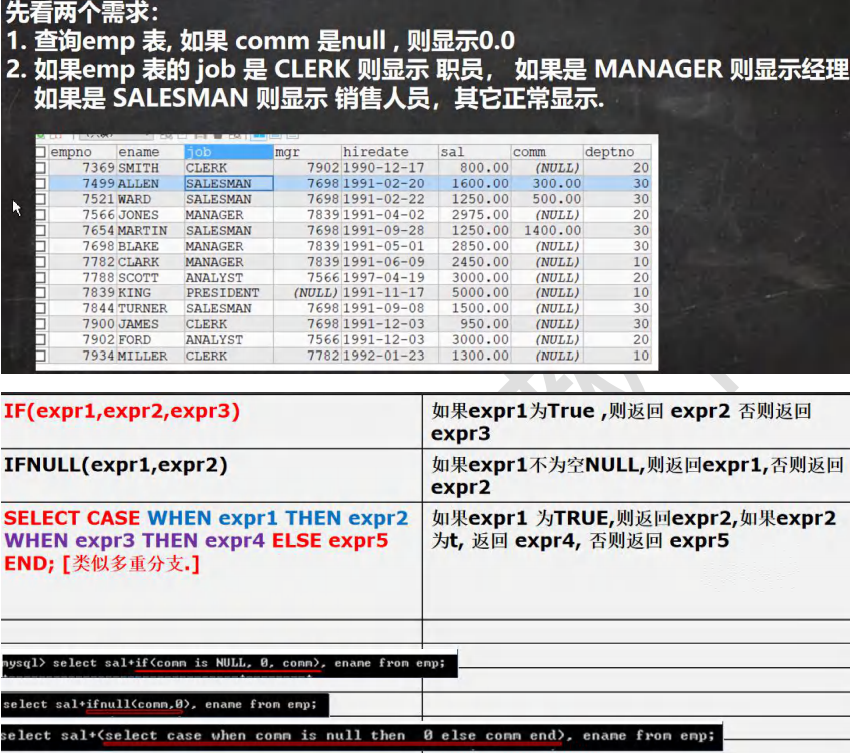 先看两个需求：
1. 查询emp 表, 如果 comm 是null , 则显示0.0
2. 如果emp 表的 job 是 CLERK 则显示 职员， 如果是 MANAGER 则显示经理
如果是 SALESMAN 则显示 销售人员，其它正常显示.
empno ename job mgr hiredate sal comm deptno
7369 SMITH CLERK 7902 1990-12-17 800.00 (NULL) 20
7499 ALLEN SALESMAN 7698 1991-02-20 1600.00 300.00 30
7521 WARD SALESMAN 7698 1991-02-22 1250.00 500.00 30
7566 JONES MANAGER 7839 1991-04-02 2975.00 (NULL) 20
7654 MARTIN SALESMAN 7698 1991-09-28 1250.00 1400.00 30
7698 BLAKE MANAGER 7839 1991-05-01 2850.00 (NULL) 30
7782 CLARK MANAGER 7839 1991-06-09 2450.00 (NULL) 10
7788 SCOTT ANALYST 7566 1997-04-19 3000.00 (NULL) 20
7839 KING PRESIDENT (NULL) 1991-11-17 5000.00 (NULL) 10
7844 TURNER SALESMAN 7698 1991-09-08 1500.00 (NULL) 30
7900 JAMES CLERK 7698 1991-12-03 950.00 (NULL) 30
7902 FORD ANALYST 7566 1991-12-03 3000.00 (NULL) 20
7934 MILLER CLERK 7782 1992-01-23 1300.00 (NULL) 10
IF(expr1,expr2,expr3)
如果expr1为True ,则返回 expr2 否则返回
expr3
IFNULL(expr1,expr2)
如果expr1不为空NULL,则返回expr1,否则返回
expr2
SELECT CASE WHEN expr1 THEN expr2
WHEN expr3 THEN expr4 ELSE expr5
END; [类似多重分支.]
如果expr1 为TRUE,则返回expr2,如果expr2
为t, 返回 expr4, 否则返回 expr5
mysql> select sal+if(comm is NULL, 0, comm), ename from emp;
select sal+ifnull(comm,0), ename from emp;
select sal+(select case when comm is null then 0 else comm end), ename from emp;